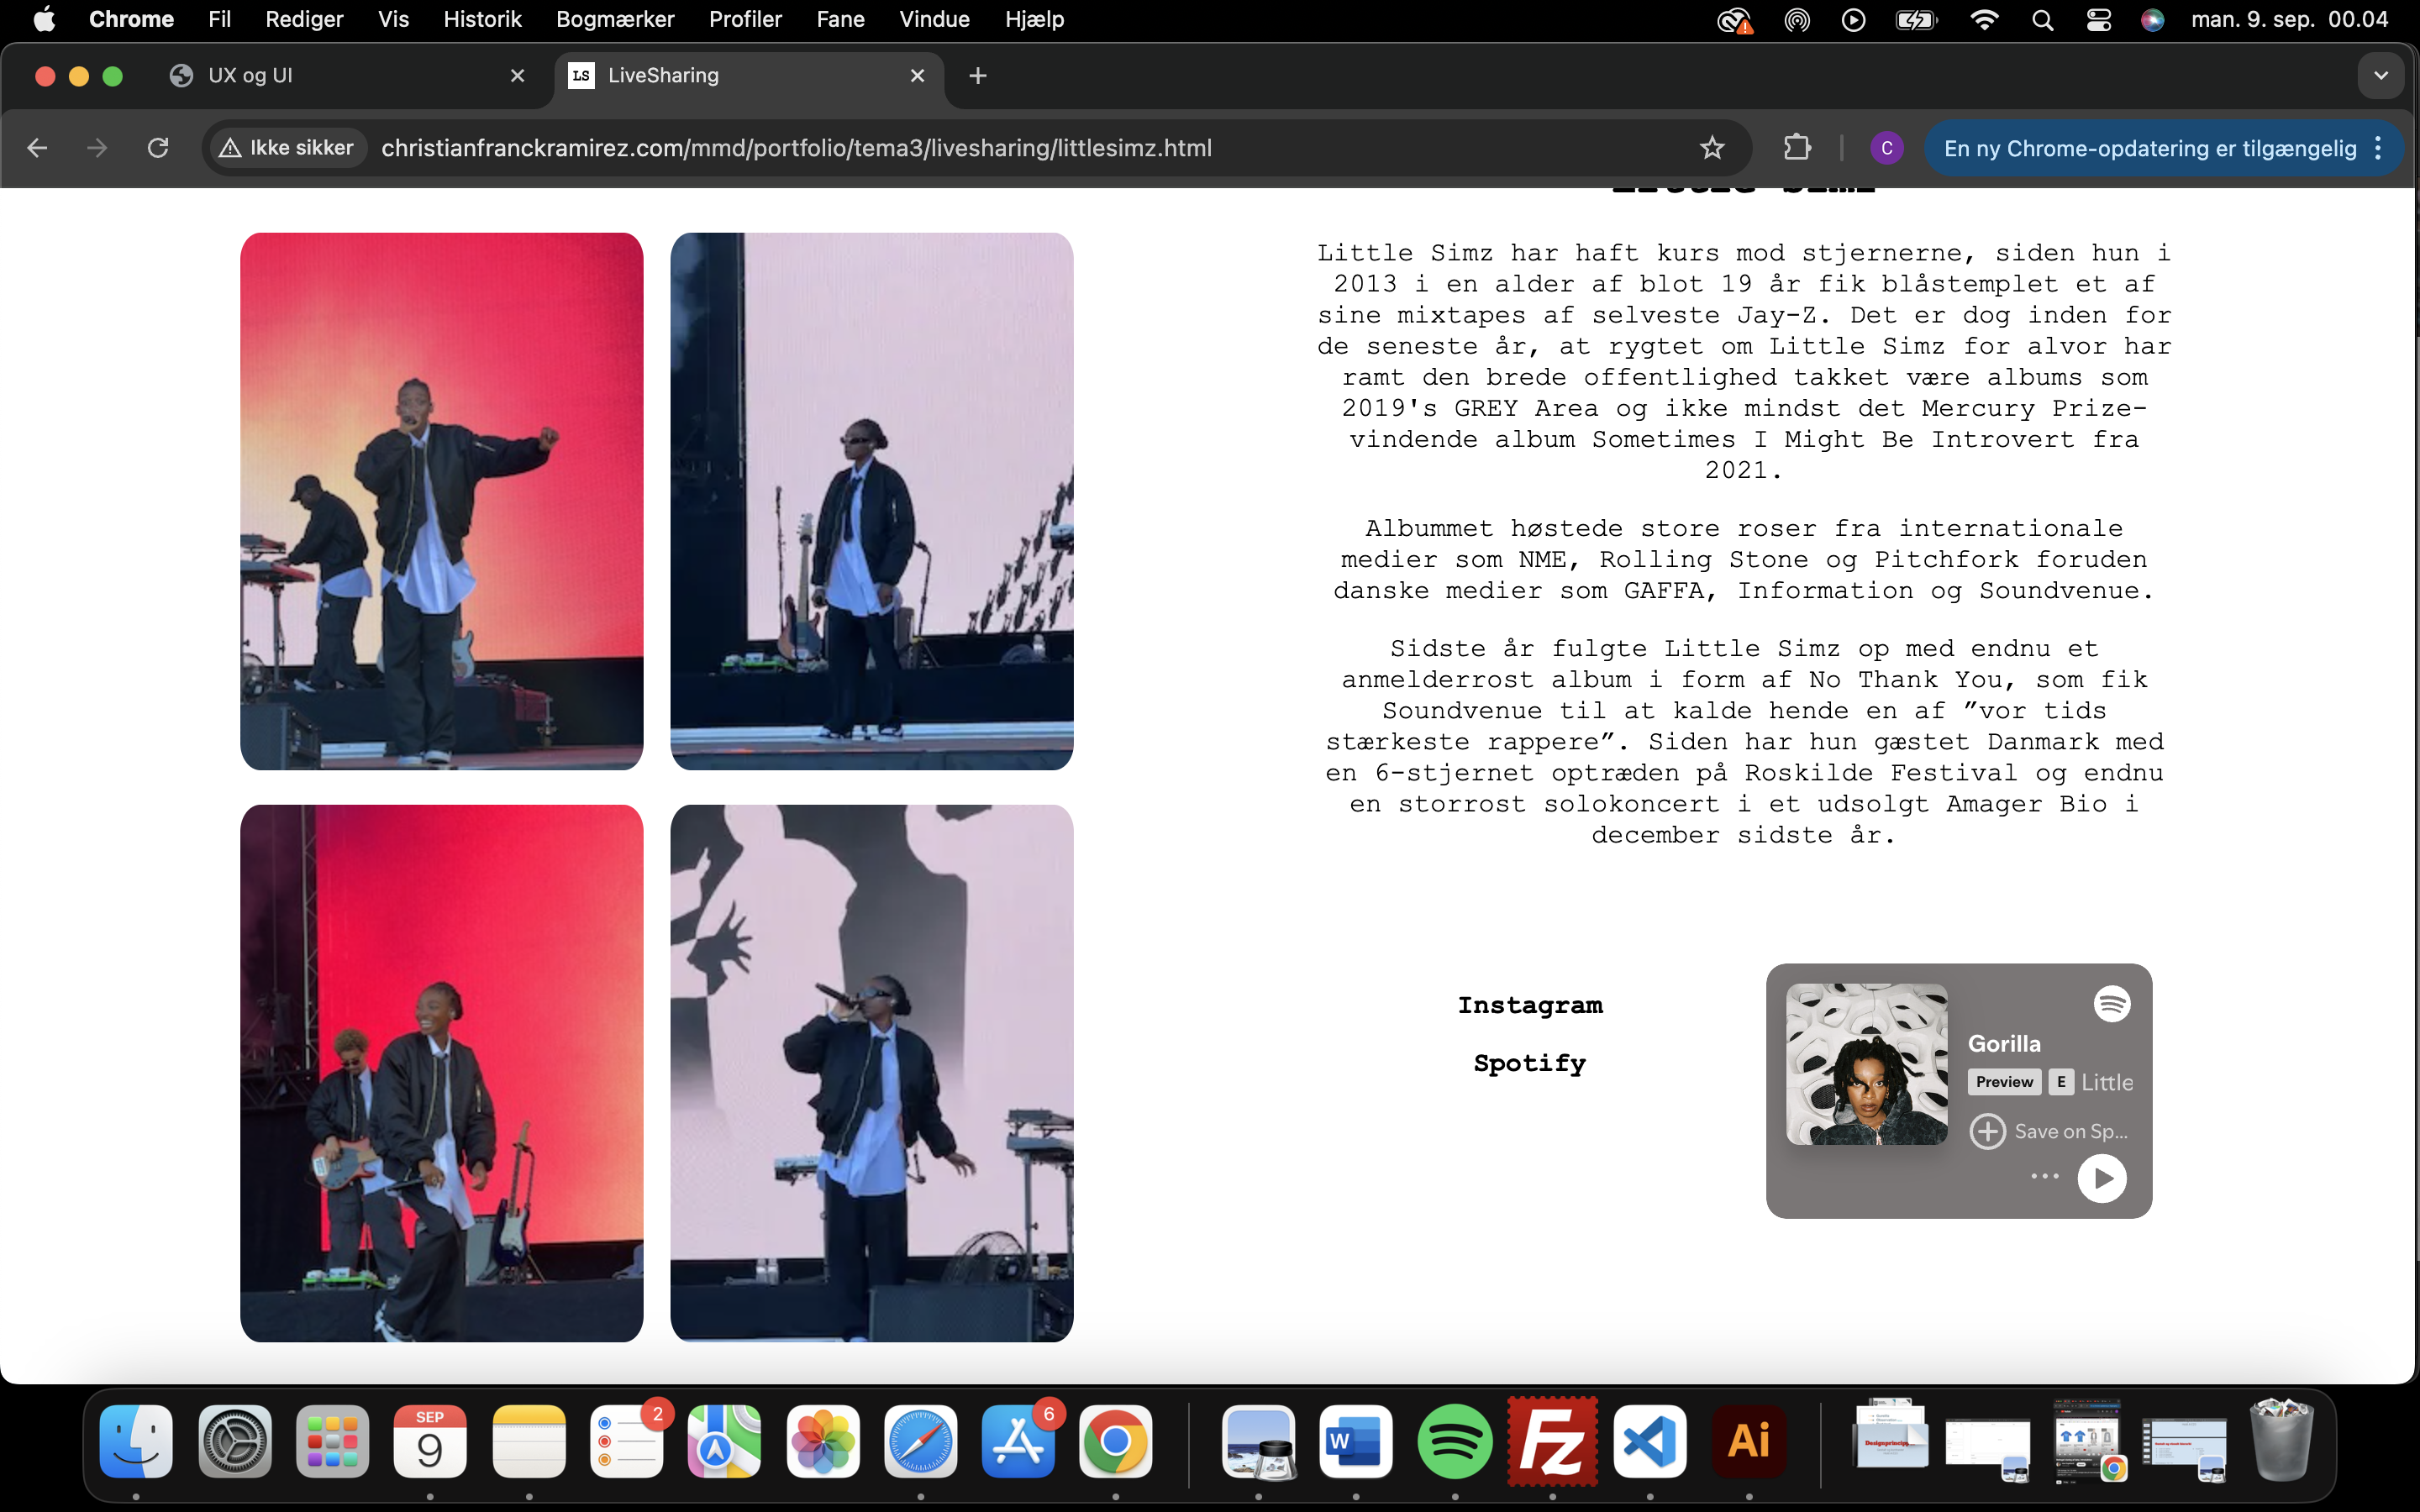 Chrome Fil Rediger Vis Historik Bogmærker Profiler Fane Vindue Hjælp man. 9. sep. 00.04
UX og UI
LS LiveSharing
Ikke sikker christianfranckramirez.com/mmd/portfolio/tema3/livesharing/littlesimz.html C En ny Chrome-opdatering er tilgængelig
Little Simz
Little Simz har haft kurs mod stjernerne, siden hun i
2013 i en alder af blot 19 år fik blåstemplet et af
sine mixtapes af selveste Jay-Z. Det er dog inden for
de seneste år, at rygtet om Little Simz for alvor har
ramt den brede offentlighed takket være albums som
2019's GREY Area og ikke mindst det Mercury Prize-
vindende album Sometimes I Might Be Introvert fra
2021.
Albummet høstede store roser fra internationale
medier som NME, Rolling Stone og Pitchfork foruden
danske medier som GAFFA, Information og Soundvenue.
Sidste år fulgte Little Simz op med endnu et
anmelderrost album i form af No Thank You, som fik
Soundvenue til at kalde hende en af ”vor tids
stærkeste rappere”. Siden har hun gæstet Danmark med
en 6-stjernet optræden på Roskilde Festival og endnu
en storrost solokoncert i et udsolgt Amager Bio i
december sidste år.
Instagram
Spotify
Gorilla
Preview E Little
Save on Sp...
SEP
9
2
6
W
Fz
Ai